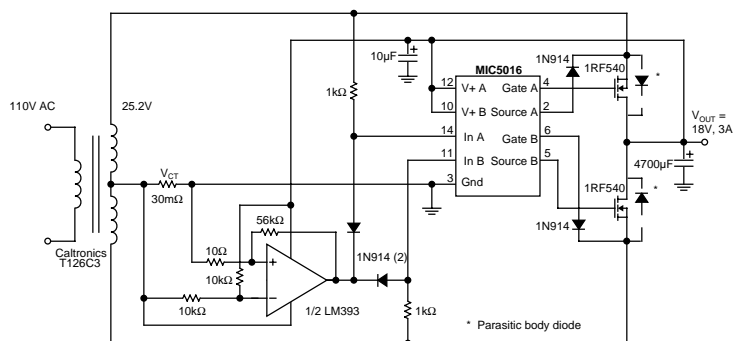 1N914
1RF540
*
10µF
+
MIC5016
12
V+ A
Gate A
4
1kΩ
110V AC
25.2V
10
V+ B
Source A
2
VOUT =
18V, 3A
14
In A
Gate B
6
11
In B
Source B
5
+
4700µF
VCT
3
Gnd
1RF540
*
30mΩ
56kΩ
1N914
10Ω
+
1N914 (2)
Caltronics
T126C3
10kΩ
−
10kΩ
1/2 LM393
1kΩ
* Parasitic body diode